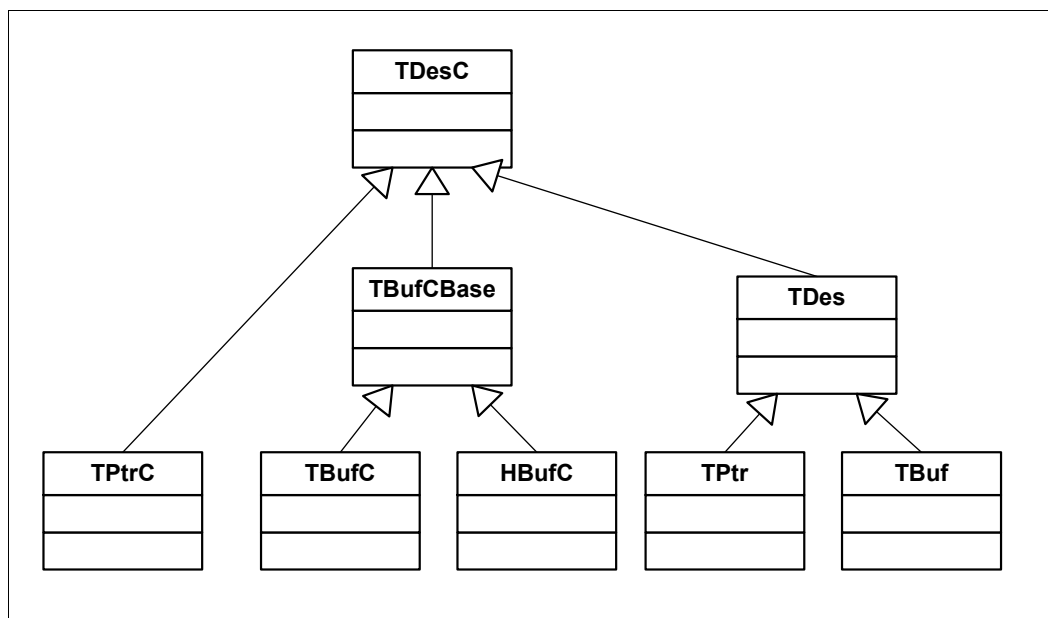 TDesC
TBufCBase
TDes
TPtrC
TBufC
HBufC
TPtr
TBuf